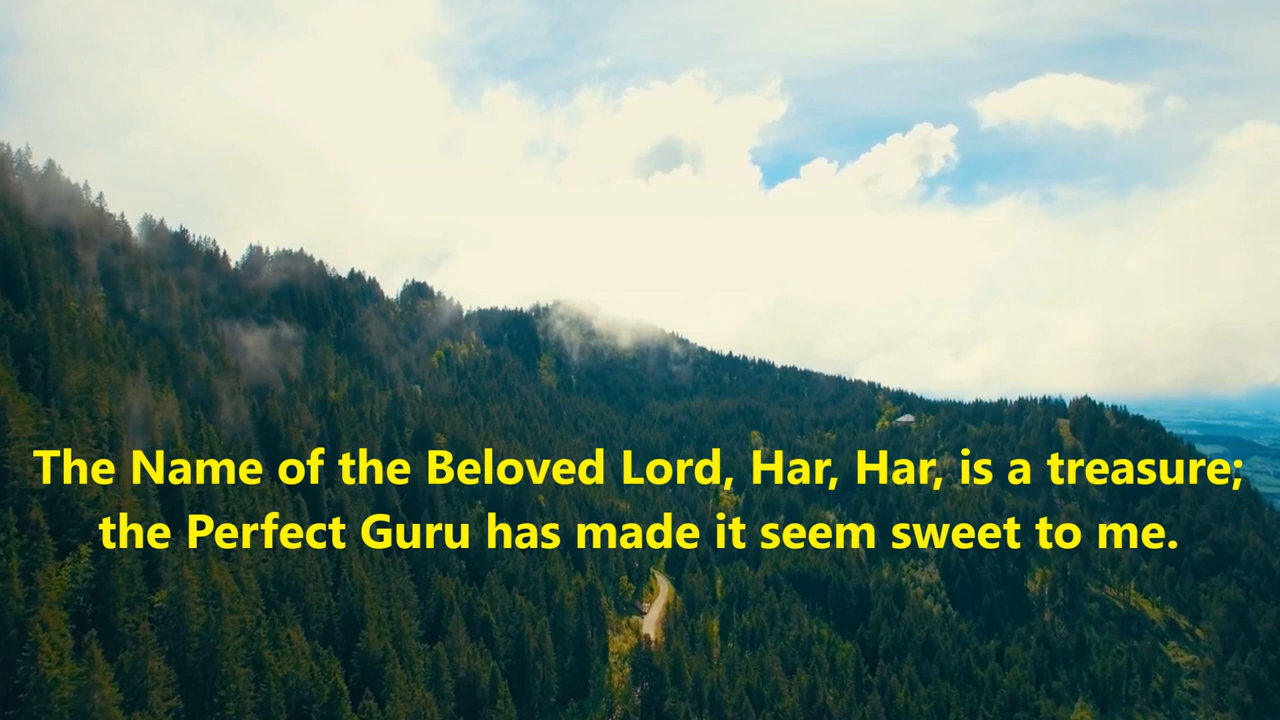 The Name of the Beloved Lord, Har, Har, is a treasure;
the Perfect Guru has made it seem sweet to me.